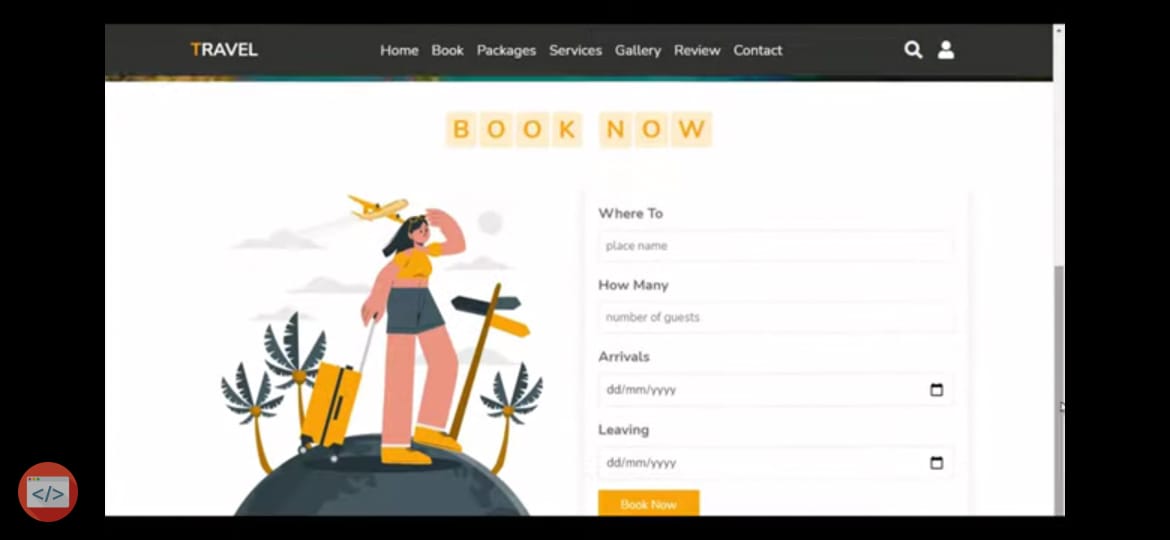 TRAVEL Home Book Packages Services Gallery Review Contact
BOOK NOW
Where To
place name
How Many
number of guests
Arrivals
dd/mm/yyyy
Leaving
dd/mm/yyyy
Book Now
</>